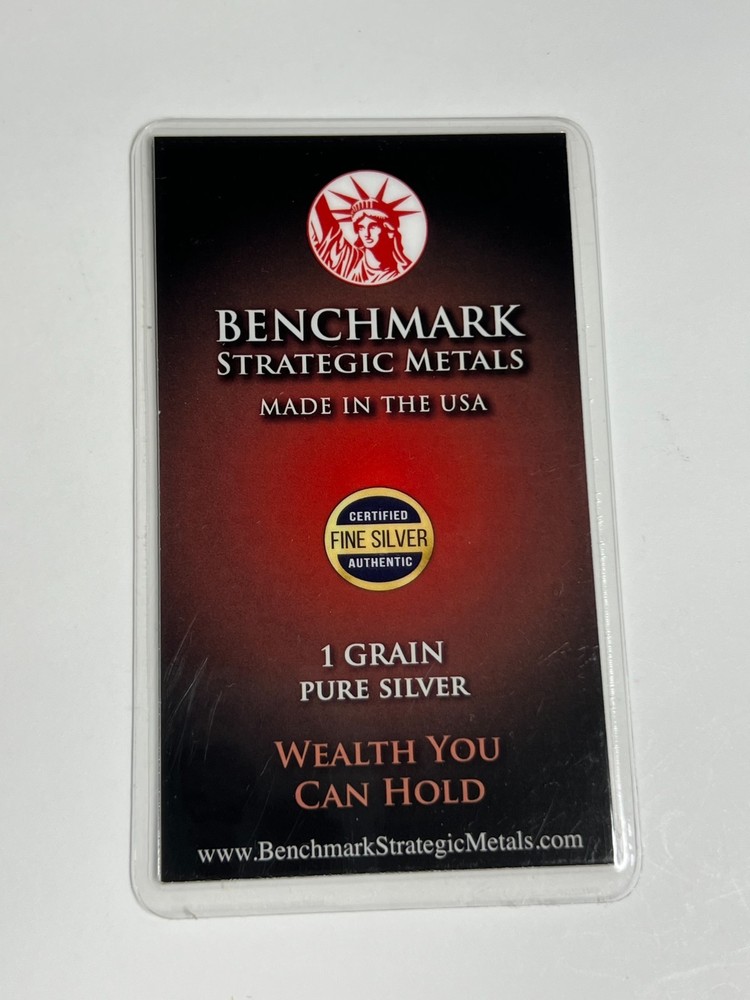 BENCHMARK
STRATEGIC METALS
MADE IN THE USA
CERTIFIED
FINE SILVER
AUTHENTIC
1 GRAIN
PURE SILVER
WEALTH YOU
CAN HOLD
www.BenchmarkStrategicMetals.com